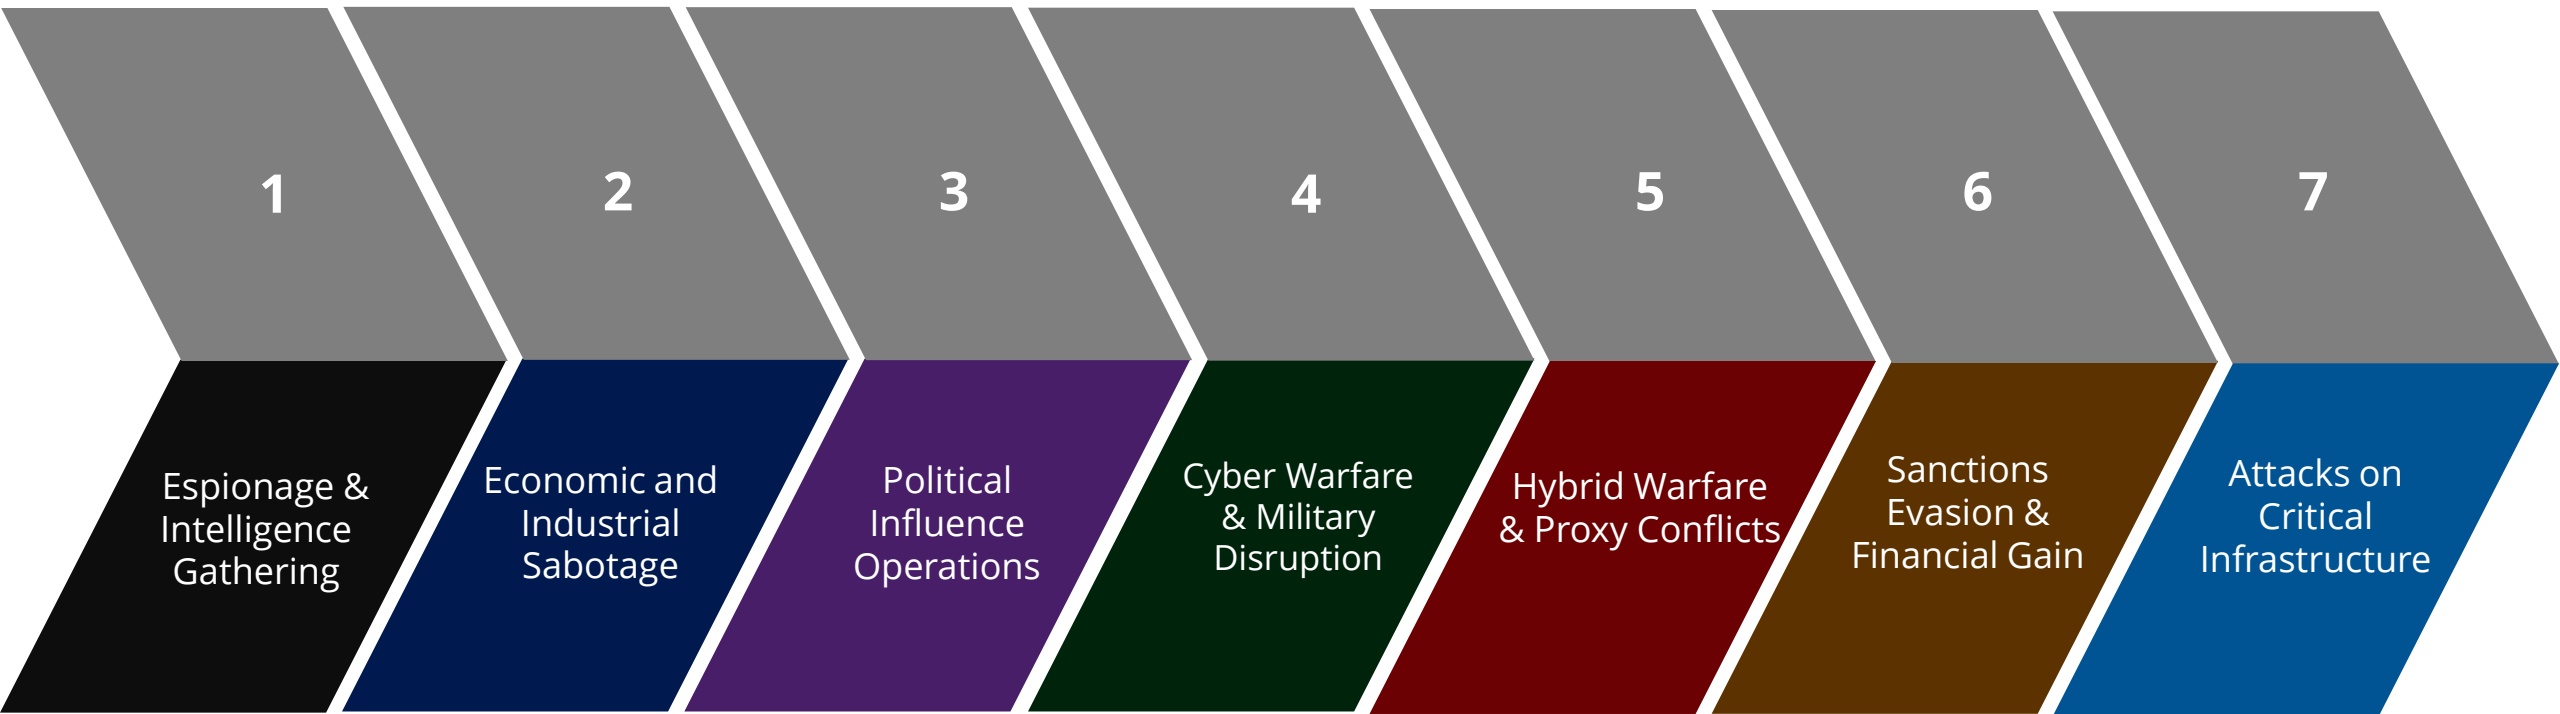 1
2
3
4
5
6
7
Espionage &
Intelligence
Gathering
Economic and
Industrial
Sabotage
Political
Influence
Operations
Cyber Warfare
& Military
Disruption
Hybrid Warfare
& Proxy Conflicts
Sanctions
Evasion &
Financial Gain
Attacks on
Critical
Infrastructure